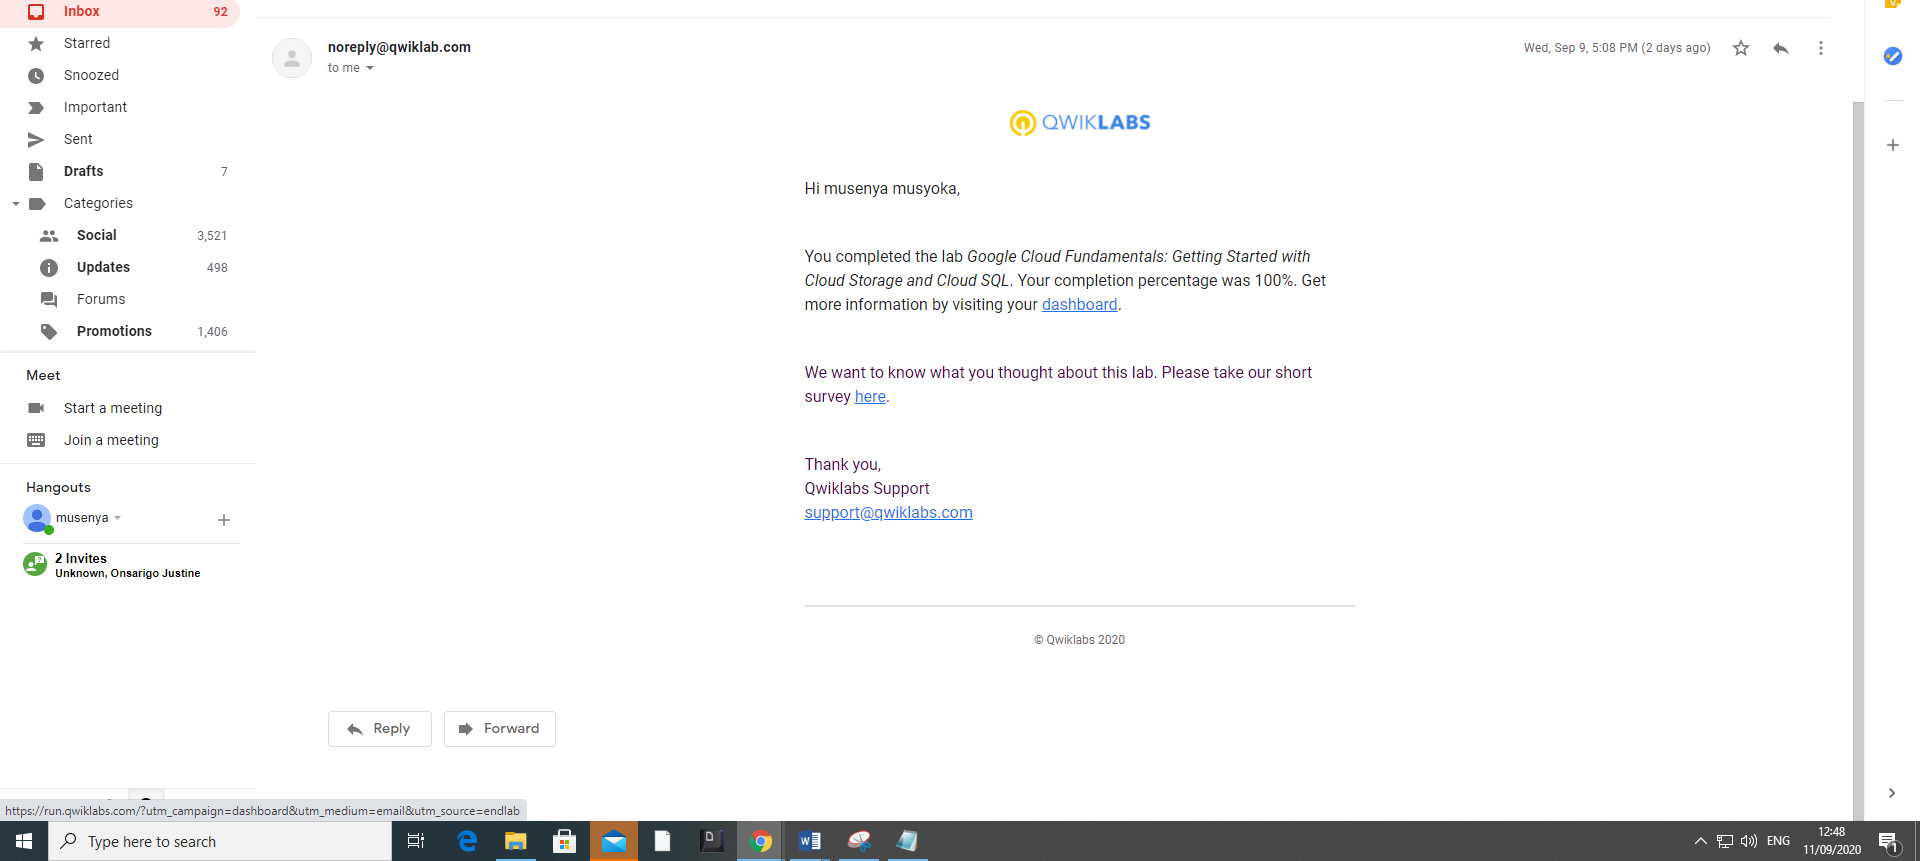 Inbox 92
Starred
Snoozed
Important
Sent
Drafts 7
Categories
Social 3,521
Updates 498
Forums
Promotions 1,406
Meet
Start a meeting
Join a meeting
Hangouts
musenya
2 Invites
Unknown, Onsarigo Justine
noreply@qwiklab.com
to me
Wed, Sep 9, 5:08 PM (2 days ago)
QWIKLABS
Hi musenya musyoka,
You completed the lab Google Cloud Fundamentals: Getting Started with
Cloud Storage and Cloud SQL. Your completion percentage was 100%. Get
more information by visiting your dashboard.
We want to know what you thought about this lab. Please take our short
survey here.
Thank you,
Qwiklabs Support
support@qwiklabs.com
© Qwiklabs 2020
Reply Forward
https://run.qwiklabs.com/?utm_campaign=dashboard&utm_medium=email&utm_source=endlab
Type here to search
ENG
12:48
11/09/2020
1